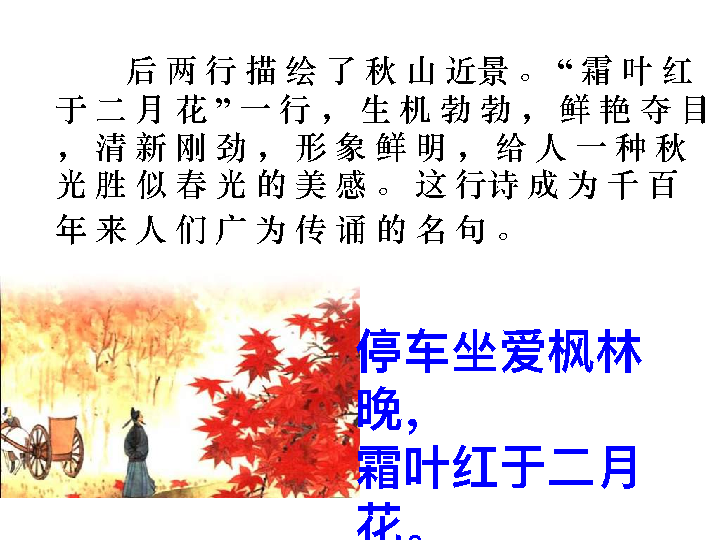 后两行描绘了秋山近景。“霜叶红
于二月花”一行，生机勃勃，鲜艳夺目
，清新刚劲，形象鲜明，给人一种秋
光胜似春光的美感。这行诗成为千百
年来人们广为传诵的名句。
停车坐爱枫林
晚，
霜叶红于二月
花。